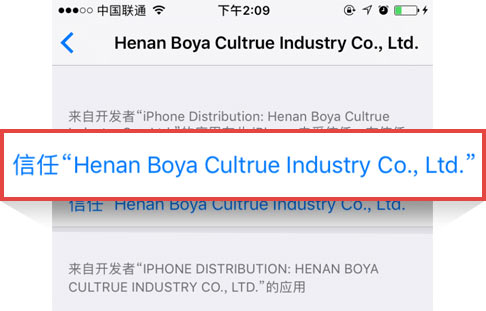 中国联通
下午2:09
Henan Boya Cultrue Industry Co., Ltd.
来自开发者“iPhone Distribution: Henan Boya Cultrue
信任“Henan Boya Cultrue Industry Co., Ltd.”
信任 Henan Boya Cultrue Industry Co., Ltd.
来自开发者“IPHONE DISTRIBUTION: HENAN BOYA
CULTRUE INDUSTRY CO., LTD.”的应用